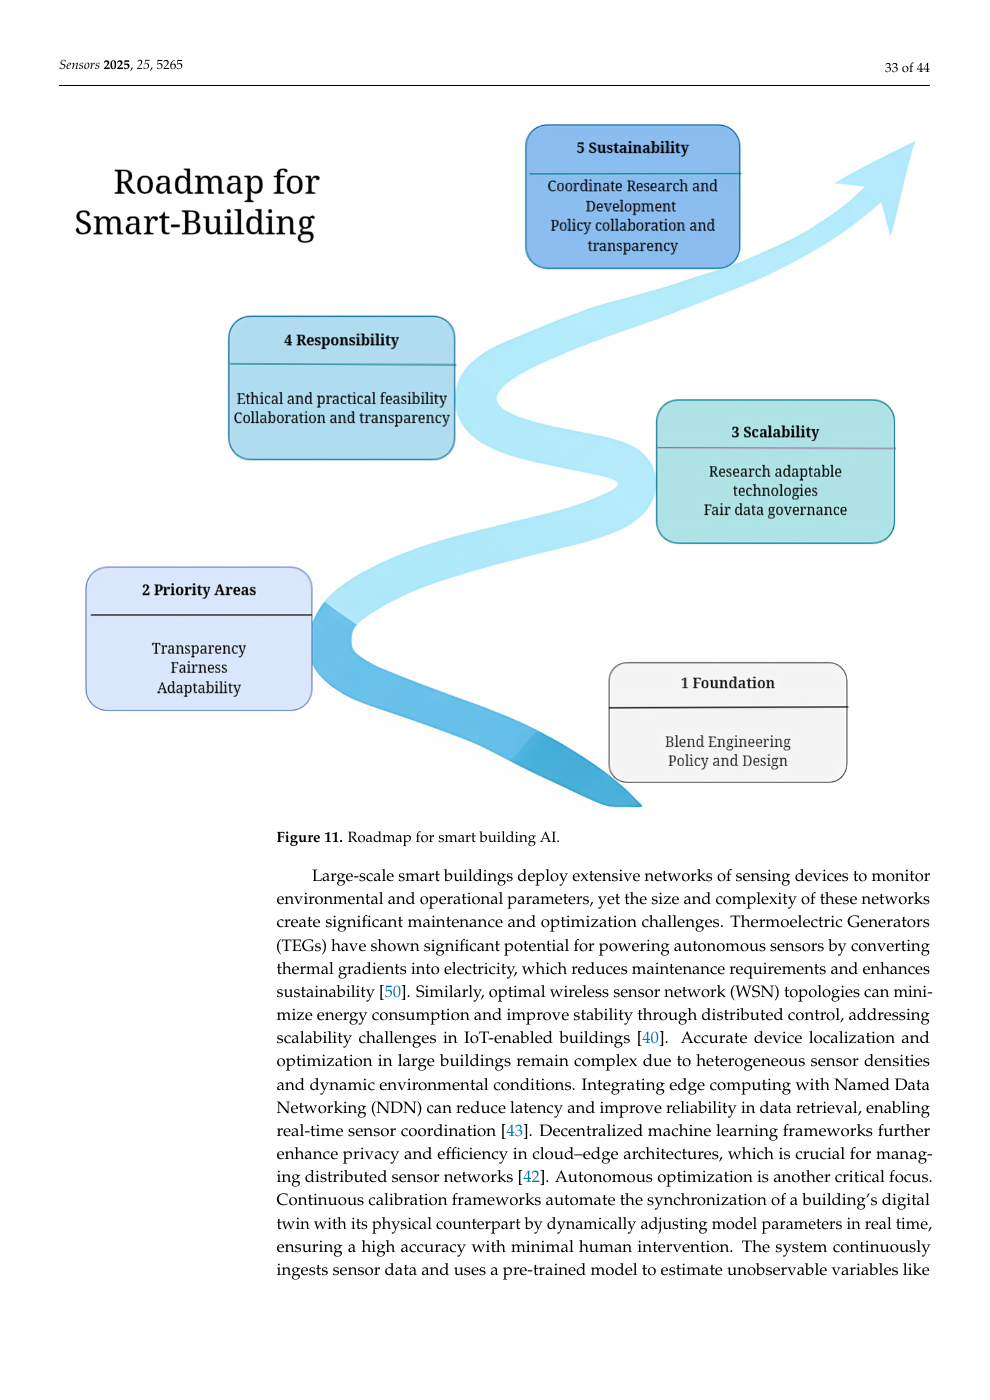 Sensors 2025, 25, 5265
33 of 44
Roadmap for
Smart-Building
5 Sustainability
Coordinate Research and
Development
Policy collaboration and
transparency
4 Responsibility
Ethical and practical feasibility
Collaboration and transparency
3 Scalability
Research adaptable
technologies
Fair data governance
2 Priority Areas
Transparency
Fairness
Adaptability
1 Foundation
Blend Engineering
Policy and Design
Figure 11. Roadmap for smart building AI.
Large-scale smart buildings deploy extensive networks of sensing devices to monitor
environmental and operational parameters, yet the size and complexity of these networks
create significant maintenance and optimization challenges. Thermoelectric Generators
(TEGs) have shown significant potential for powering autonomous sensors by converting
thermal gradients into electricity, which reduces maintenance requirements and enhances
sustainability [50]. Similarly, optimal wireless sensor network (WSN) topologies can mini-
mize energy consumption and improve stability through distributed control, addressing
scalability challenges in IoT-enabled buildings [40]. Accurate device localization and
optimization in large buildings remain complex due to heterogeneous sensor densities
and dynamic environmental conditions. Integrating edge computing with Named Data
Networking (NDN) can reduce latency and improve reliability in data retrieval, enabling
real-time sensor coordination [43]. Decentralized machine learning frameworks further
enhance privacy and efficiency in cloud–edge architectures, which is crucial for manag-
ing distributed sensor networks [42]. Autonomous optimization is another critical focus.
Continuous calibration frameworks automate the synchronization of a building's digital
twin with its physical counterpart by dynamically adjusting model parameters in real time,
ensuring a high accuracy with minimal human intervention. The system continuously
ingests sensor data and uses a pre-trained model to estimate unobservable variables like